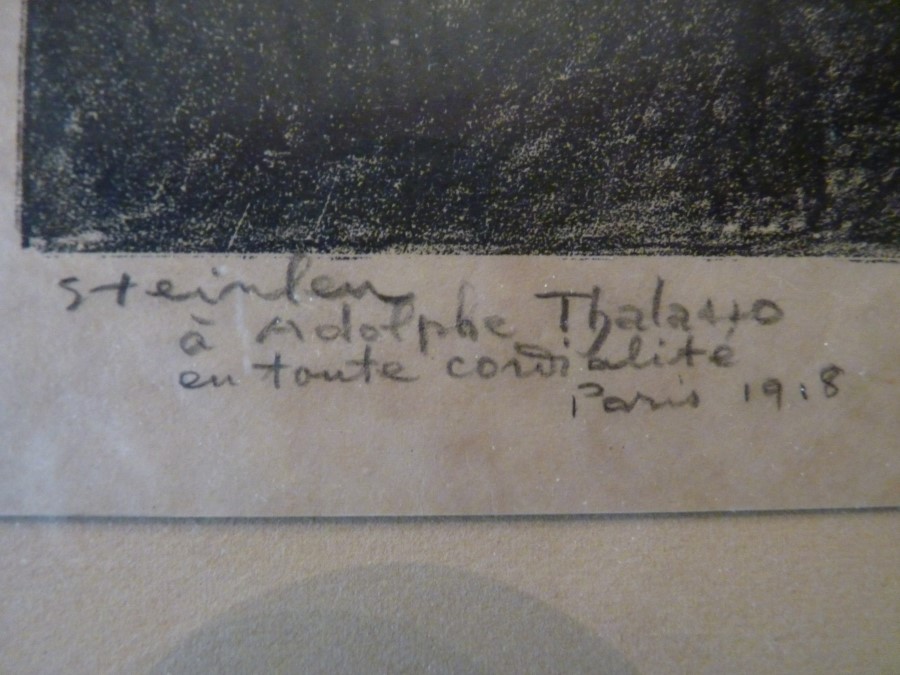 Steinlen
à Adolphe Thalasso
en toute cordialité
Paris 1918